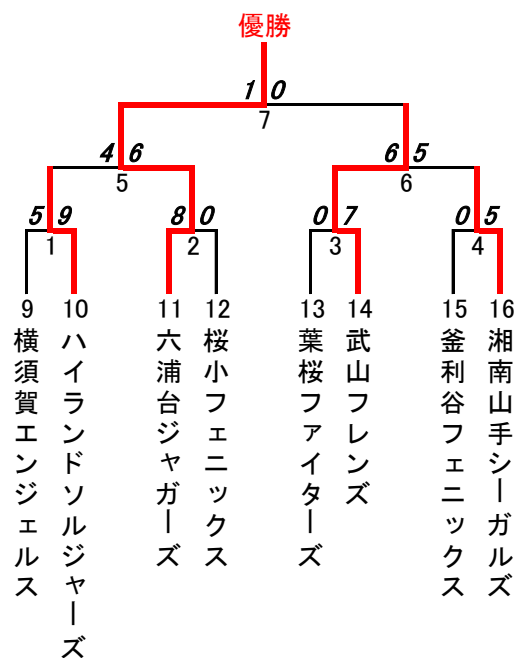 優勝
1 0
7
4 6
5
6 5
6
5 9
1
8 0
2
0 7
3
0 5
4
9
10
11
12
13
14
15
16
横須賀エンジェルス
ハイランドソルジャーズ
六浦台ジャガーズ
桜小フェニックス
葉桜ファイターズ
武山フレンズ
釜利谷フェニックス
湘南山手シーガルズ